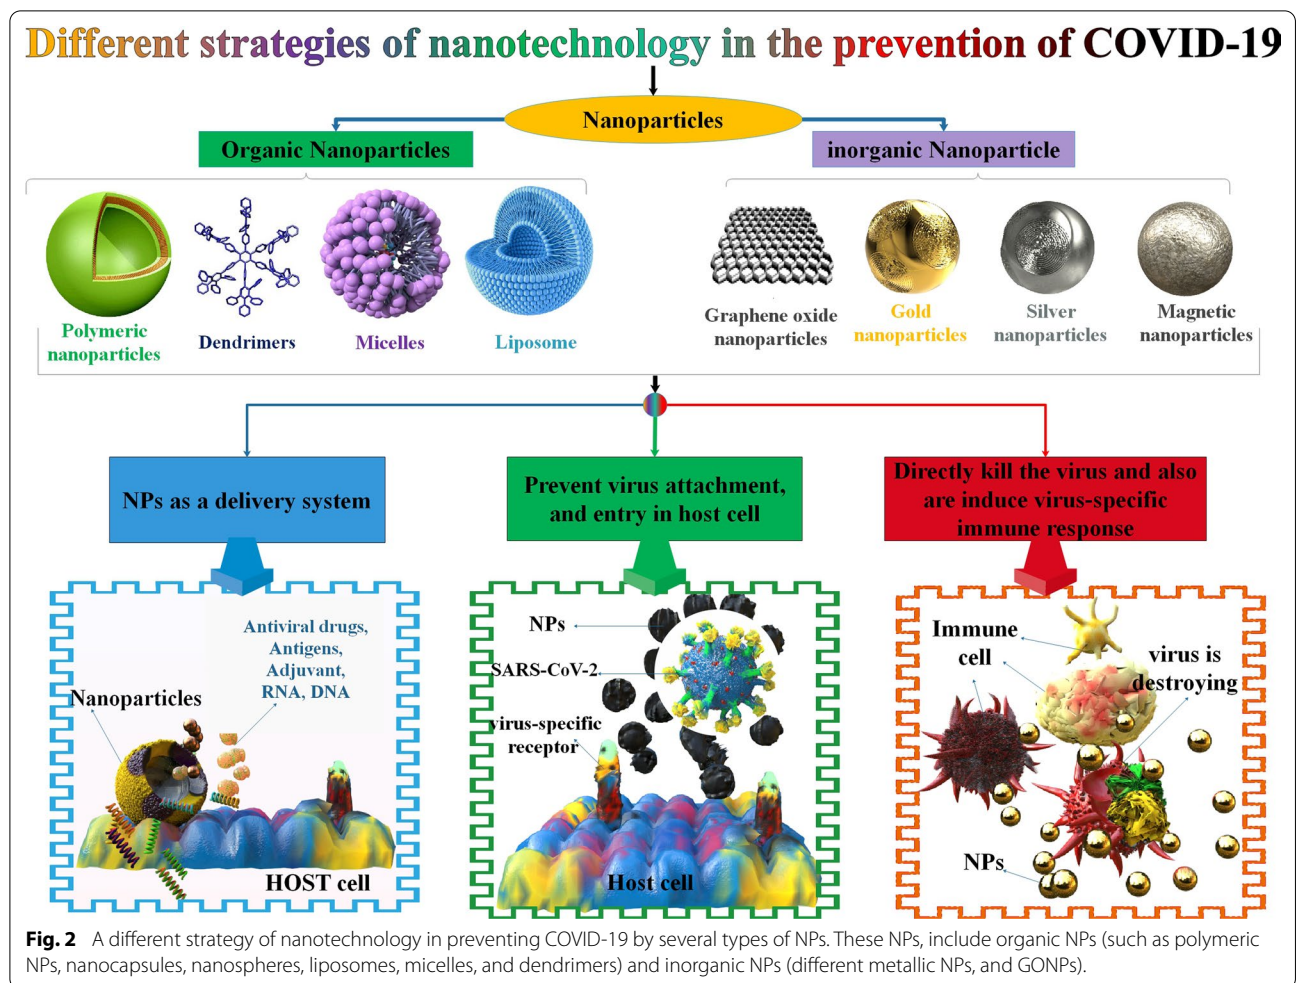 Different strategies of nanotechnology in the prevention of COVID-19
Nanoparticles
Organic Nanoparticles
inorganic Nanoparticle
Polymeric
nanoparticles
Dendrimers
Micelles
Liposome
Graphene oxide
nanoparticles
Gold
nanoparticles
Silver
nanoparticles
Magnetic
nanoparticles
NPs as a delivery system
Prevent virus attachment,
and entry in host cell
Directly kill the virus and also
are induce virus-specific
immune response
Antiviral drugs,
Antigens,
Adjuvant,
RNA, DNA
Nanoparticles
HOST cell
NPs
SARS-CoV-2
virus-specific
receptor
Host cell
Immune
cell
virus is
destroying
NPs
Fig. 2 A different strategy of nanotechnology in preventing COVID-19 by several types of NPs. These NPs, include organic NPs (such as polymeric
NPs, nanocapsules, nanospheres, liposomes, micelles, and dendrimers) and inorganic NPs (different metallic NPs, and GONPs).